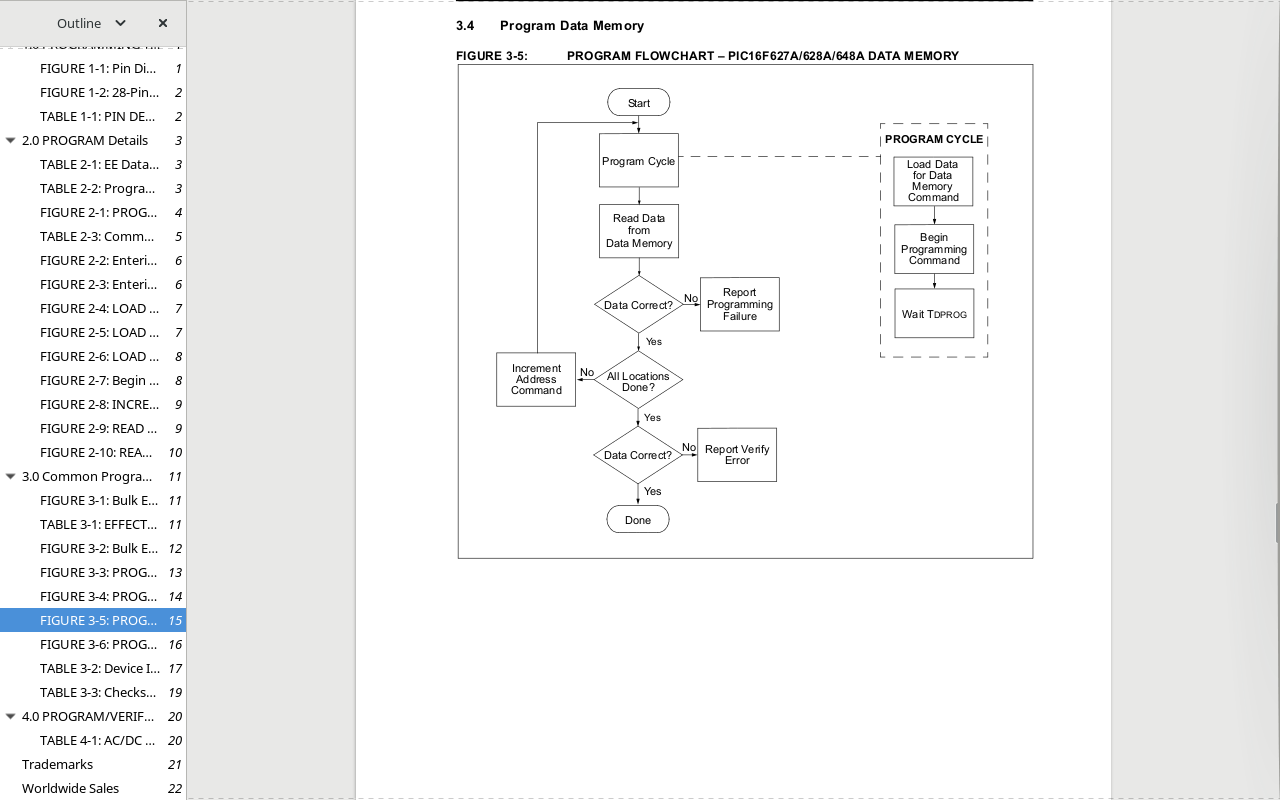 Outline
FIGURE 1-1: Pin Di... 1
FIGURE 1-2: 28-Pin... 2
TABLE 1-1: PIN DE... 2
2.0 PROGRAM Details 3
TABLE 2-1: EE Data... 3
TABLE 2-2: Progra... 3
FIGURE 2-1: PROG... 4
TABLE 2-3: Comm... 5
FIGURE 2-2: Enteri... 6
FIGURE 2-3: Enteri... 6
FIGURE 2-4: LOAD ... 7
FIGURE 2-5: LOAD ... 7
FIGURE 2-6: LOAD ... 8
FIGURE 2-7: Begin ... 8
FIGURE 2-8: INCRE... 9
FIGURE 2-9: READ ... 9
FIGURE 2-10: REA... 10
3.0 Common Progra... 11
FIGURE 3-1: Bulk E... 11
TABLE 3-1: EFFECT... 11
FIGURE 3-2: Bulk E... 12
FIGURE 3-3: PROG... 13
FIGURE 3-4: PROG... 14
FIGURE 3-5: PROG... 15
FIGURE 3-6: PROG... 16
TABLE 3-2: Device I... 17
TABLE 3-3: Checks... 19
4.0 PROGRAM/VERIF... 20
TABLE 4-1: AC/DC ... 20
Trademarks 21
Worldwide Sales 22
3.4 Program Data Memory
FIGURE 3-5: PROGRAM FLOWCHART – PIC16F627A/628A/648A DATA MEMORY
Start
Program Cycle
Read Data
from
Data Memory
Data Correct?
No
Report
Programming
Failure
Yes
All Locations
Done?
No
Increment
Address
Command
Yes
Data Correct?
No
Report Verify
Error
Yes
Done
PROGRAM CYCLE
Load Data
for Data
Memory
Command
Begin
Programming
Command
Wait TDPROG